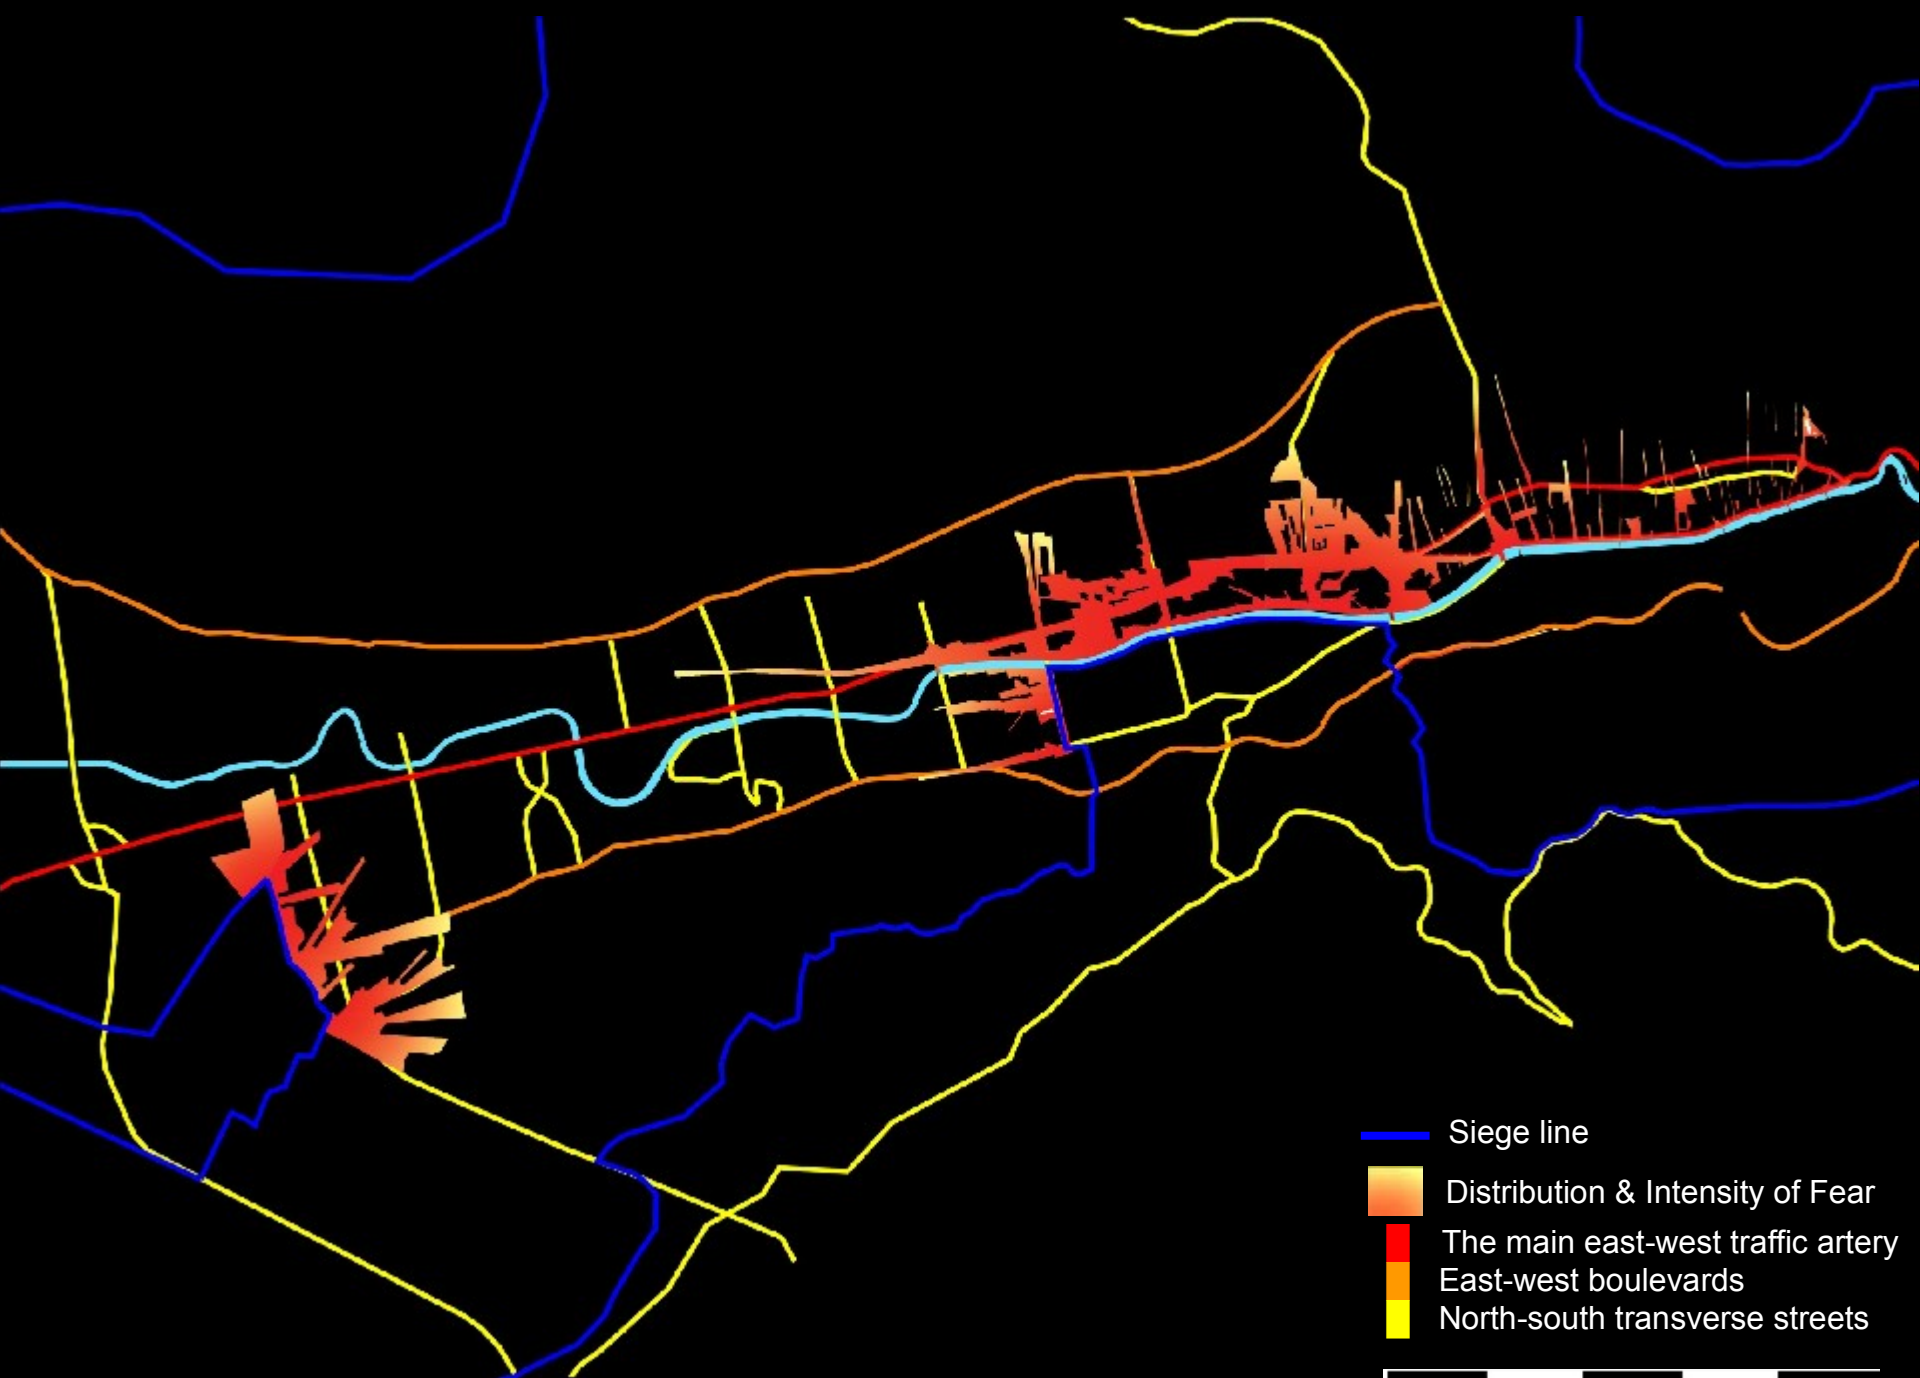 Siege line
Distribution & Intensity of Fear
The main east-west traffic artery
East-west boulevards
North-south transverse streets